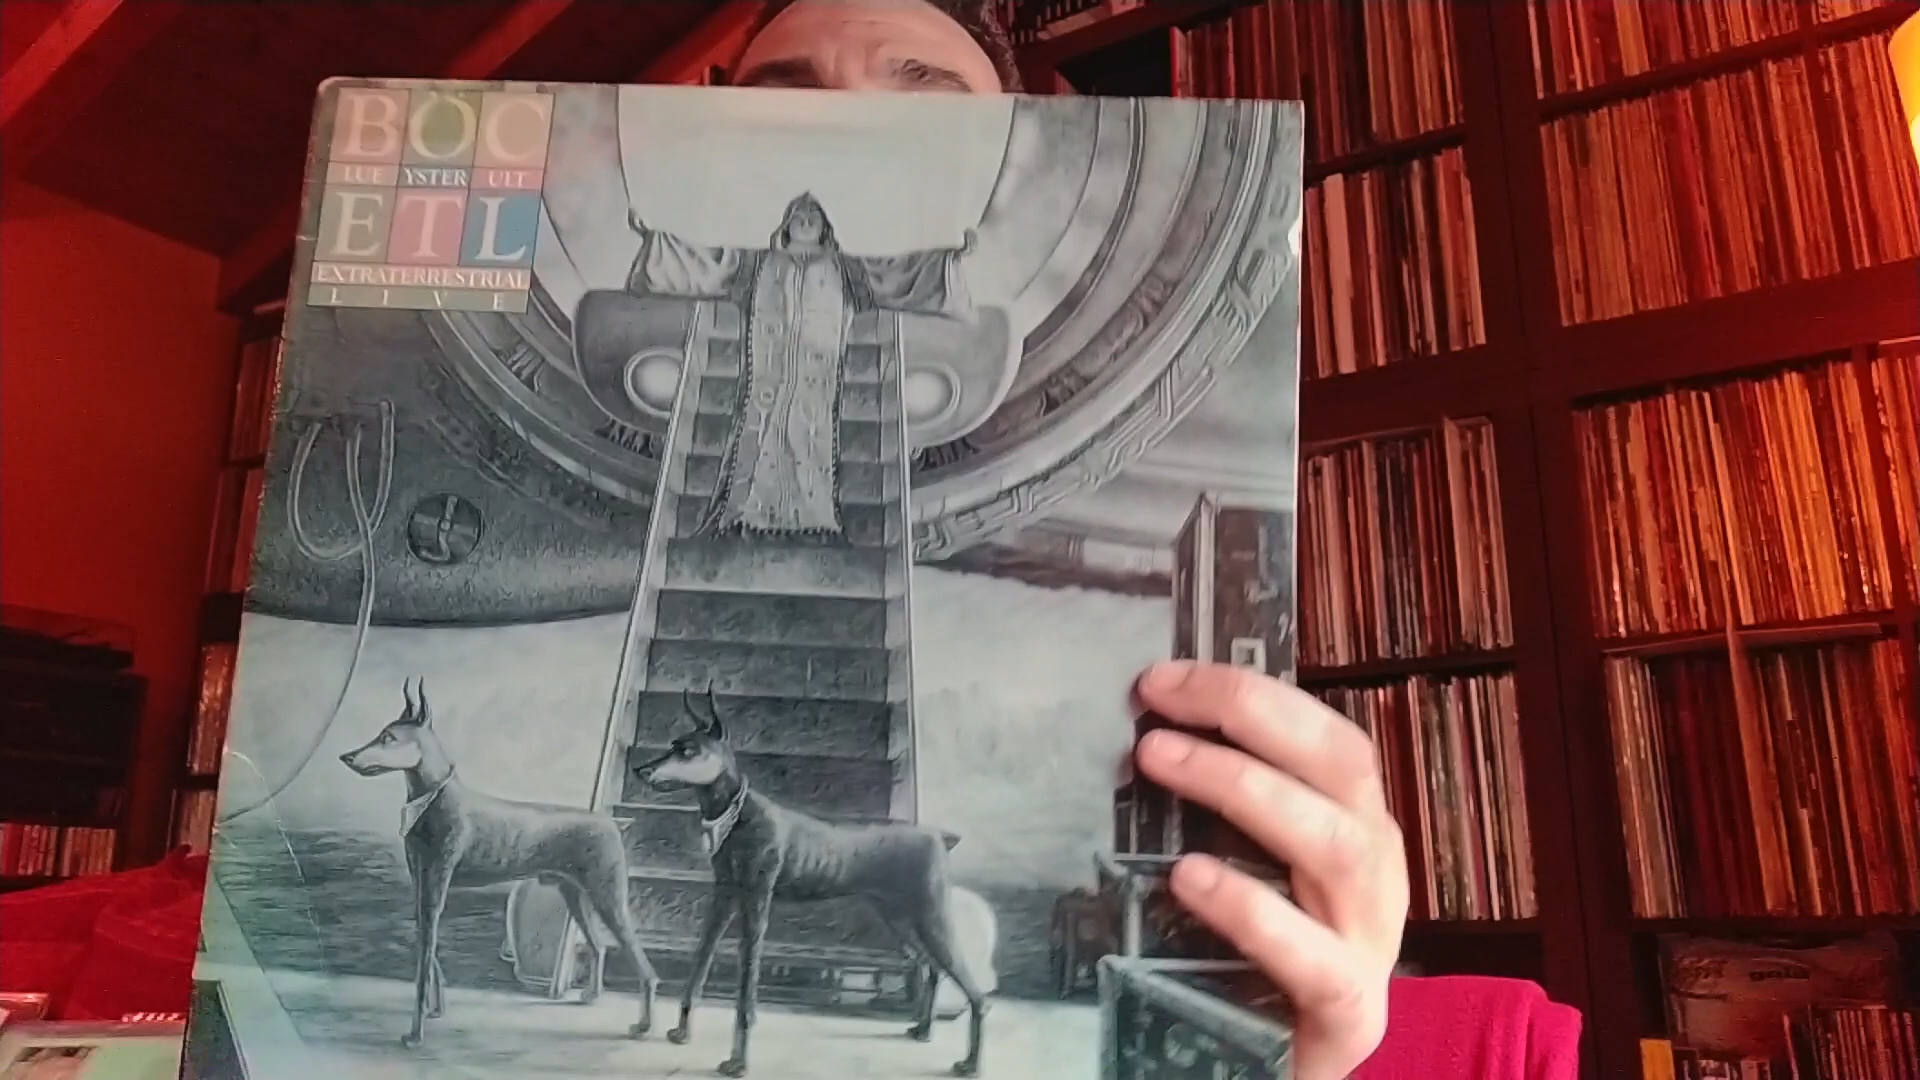 BÖC
LUE YSTER ULT
ETL
EXTRATERRESTRIAL
LIVE